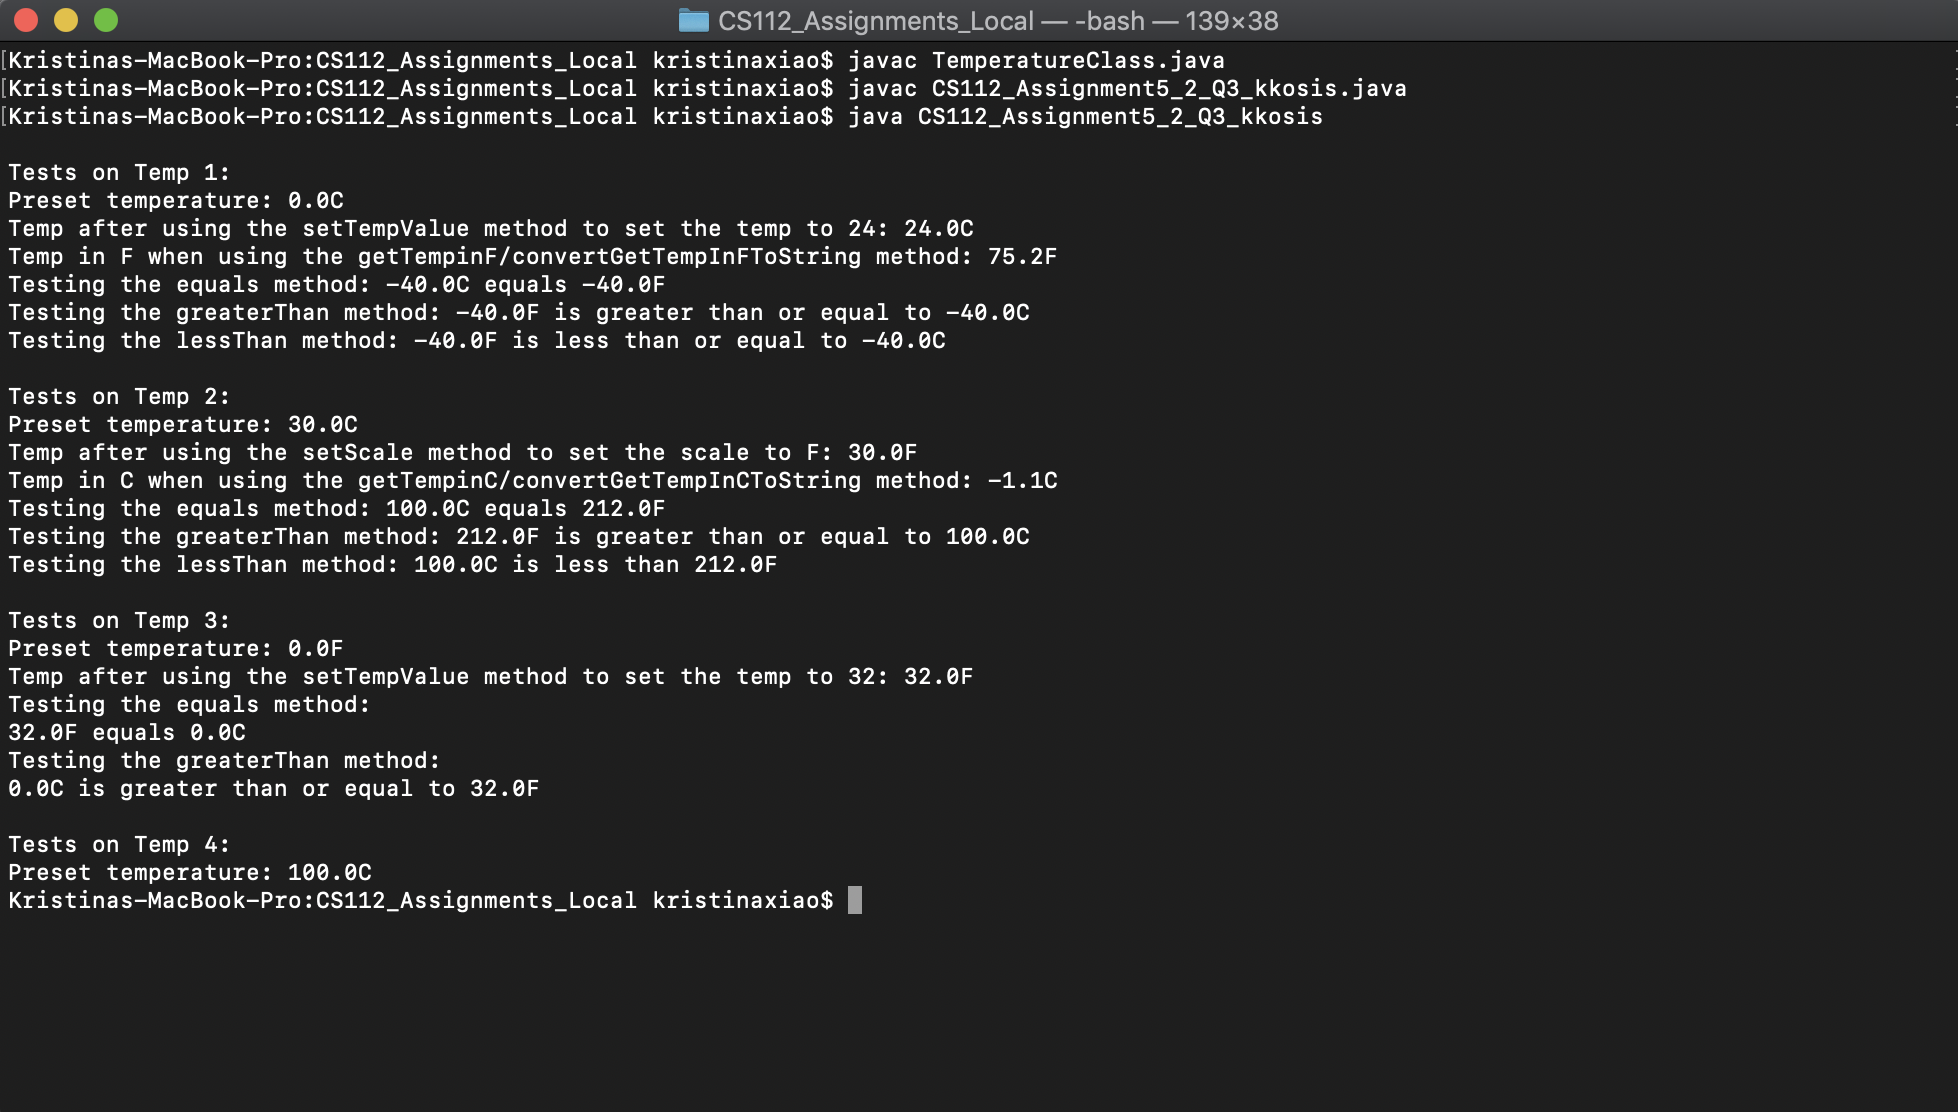 CS112_Assignments_Local — -bash — 139×38
[Kristinas-MacBook-Pro:CS112_Assignments_Local kristinaxiao$ javac TemperatureClass.java
[Kristinas-MacBook-Pro:CS112_Assignments_Local kristinaxiao$ javac CS112_Assignment5_2_Q3_kkosis.java
[Kristinas-MacBook-Pro:CS112_Assignments_Local kristinaxiao$ java CS112_Assignment5_2_Q3_kkosis
Tests on Temp 1:
Preset temperature: 0.0C
Temp after using the setTempValue method to set the temp to 24: 24.0C
Temp in F when using the getTempinF/convertGetTempInFToString method: 75.2F
Testing the equals method: -40.0C equals -40.0F
Testing the greaterThan method: -40.0F is greater than or equal to -40.0C
Testing the lessThan method: -40.0F is less than or equal to -40.0C
Tests on Temp 2:
Preset temperature: 30.0C
Temp after using the setScale method to set the scale to F: 30.0F
Temp in C when using the getTempinC/convertGetTempInCToString method: -1.1C
Testing the equals method: 100.0C equals 212.0F
Testing the greaterThan method: 212.0F is greater than or equal to 100.0C
Testing the lessThan method: 100.0C is less than 212.0F
Tests on Temp 3:
Preset temperature: 0.0F
Temp after using the setTempValue method to set the temp to 32: 32.0F
Testing the equals method:
32.0F equals 0.0C
Testing the greaterThan method:
0.0C is greater than or equal to 32.0F
Tests on Temp 4:
Preset temperature: 100.0C
Kristinas-MacBook-Pro:CS112_Assignments_Local kristinaxiao$